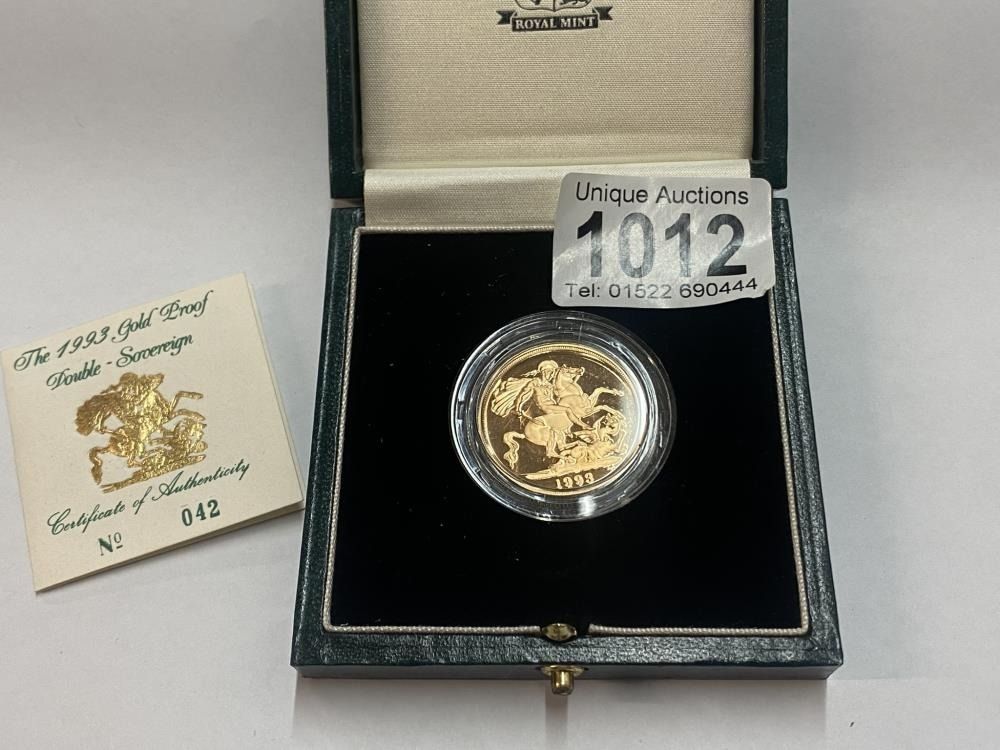 ROYAL MINT
Unique Auctions
1012
Tel: 01522 690444
The 1993 Gold Proof
Double - Sovereign
Certificate of Authenticity
Nº 042
1993